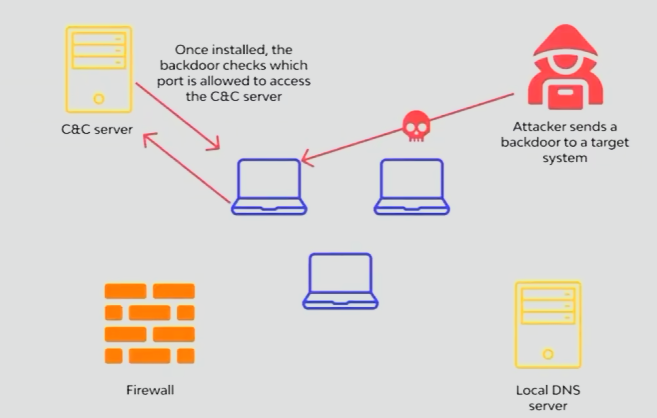 Once installed, the
backdoor checks which
port is allowed to access
the C&C server
C&C server
Attacker sends a
backdoor to a target
system
Firewall
Local DNS
server